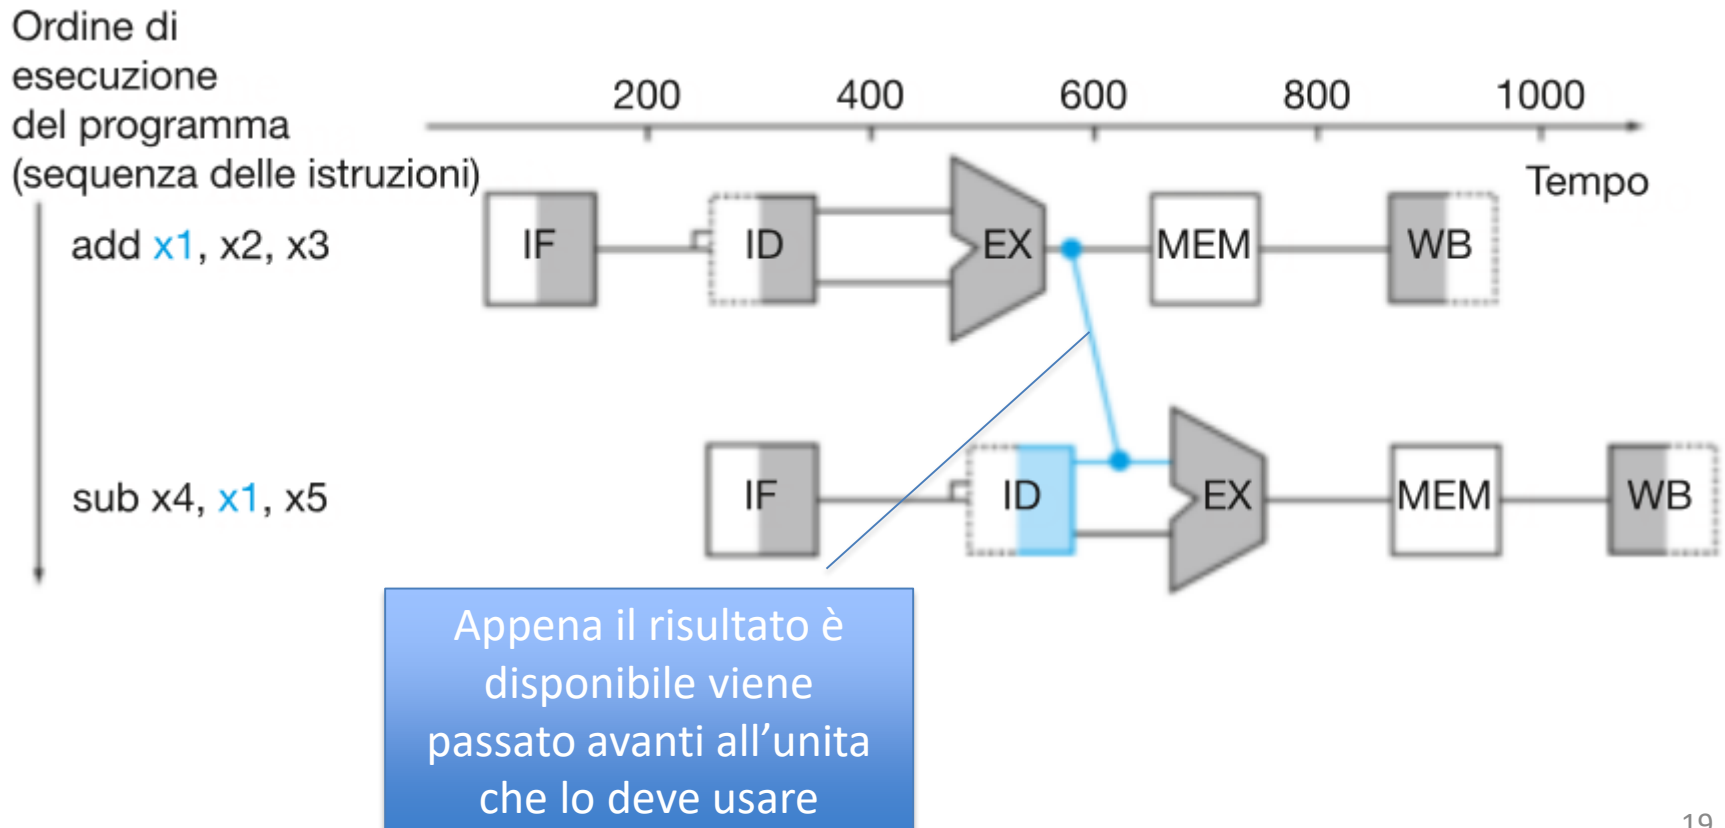 Ordine di
esecuzione
del programma
(sequenza delle istruzioni)
200 400 600 800 1000
Tempo
add x1, x2, x3
IF ID EX MEM WB
sub x4, x1, x5
IF ID EX MEM WB
Appena il risultato è
disponibile viene
passato avanti all’unita
che lo deve usare
19